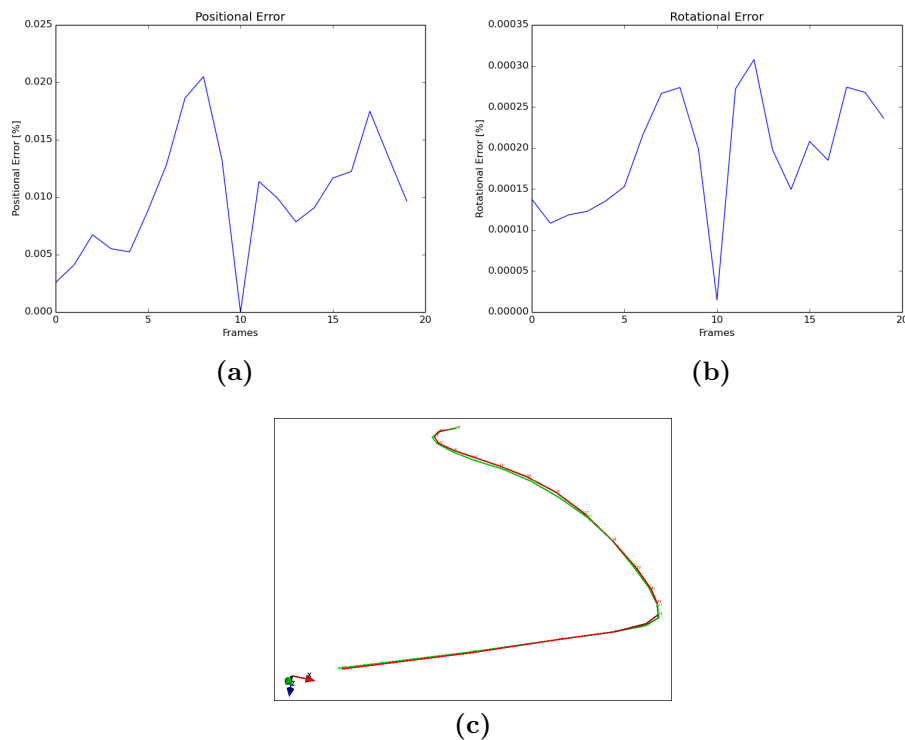 Positional Error
0.025
0.020
0.015
0.010
0.005
0.000
Positional Error [%]
0
5
10
15
20
Frames
(a)
Rotational Error
0.00035
0.00030
0.00025
0.00020
0.00015
0.00010
0.00005
0.00000
Rotational Error [%]
0
5
10
15
20
Frames
(b)
X
Z
(c)